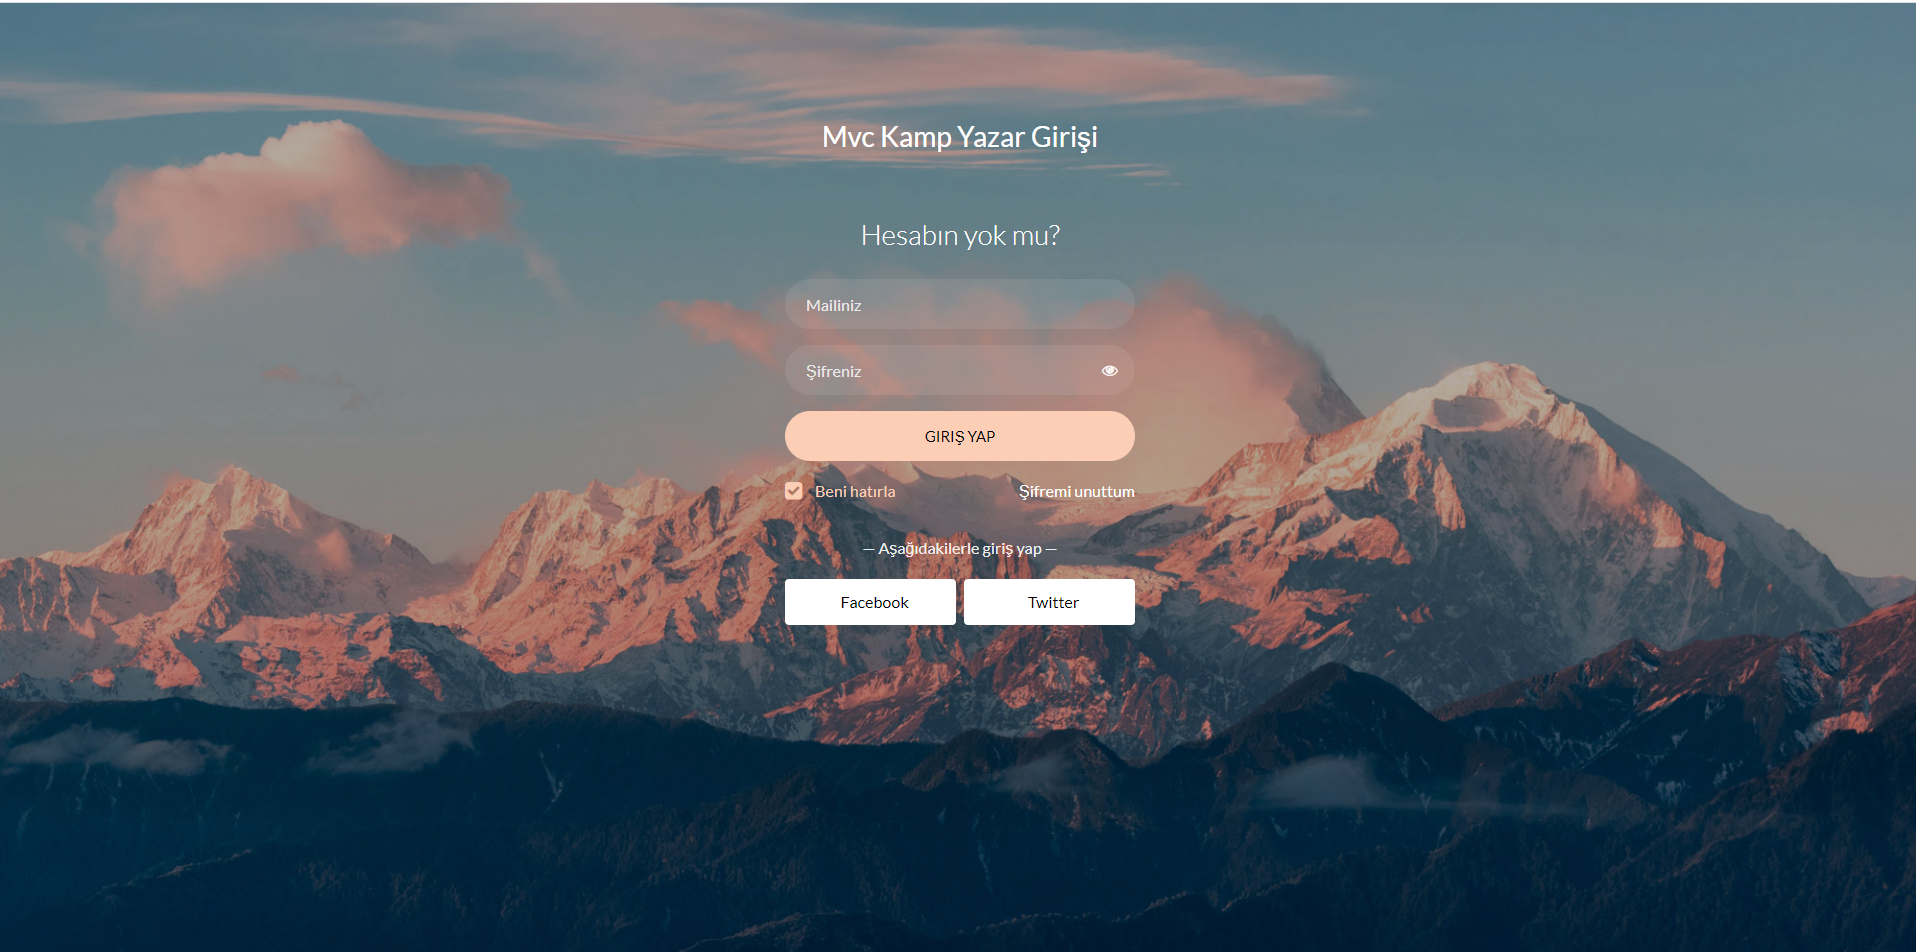 Mvc Kamp Yazar Girişi
Hesabın yok mu?
Mailiniz
Şifreniz
GIRIŞ YAP
Beni hatırla Şifremi unuttum
— Aşağıdakilerle giriş yap —
Facebook Twitter